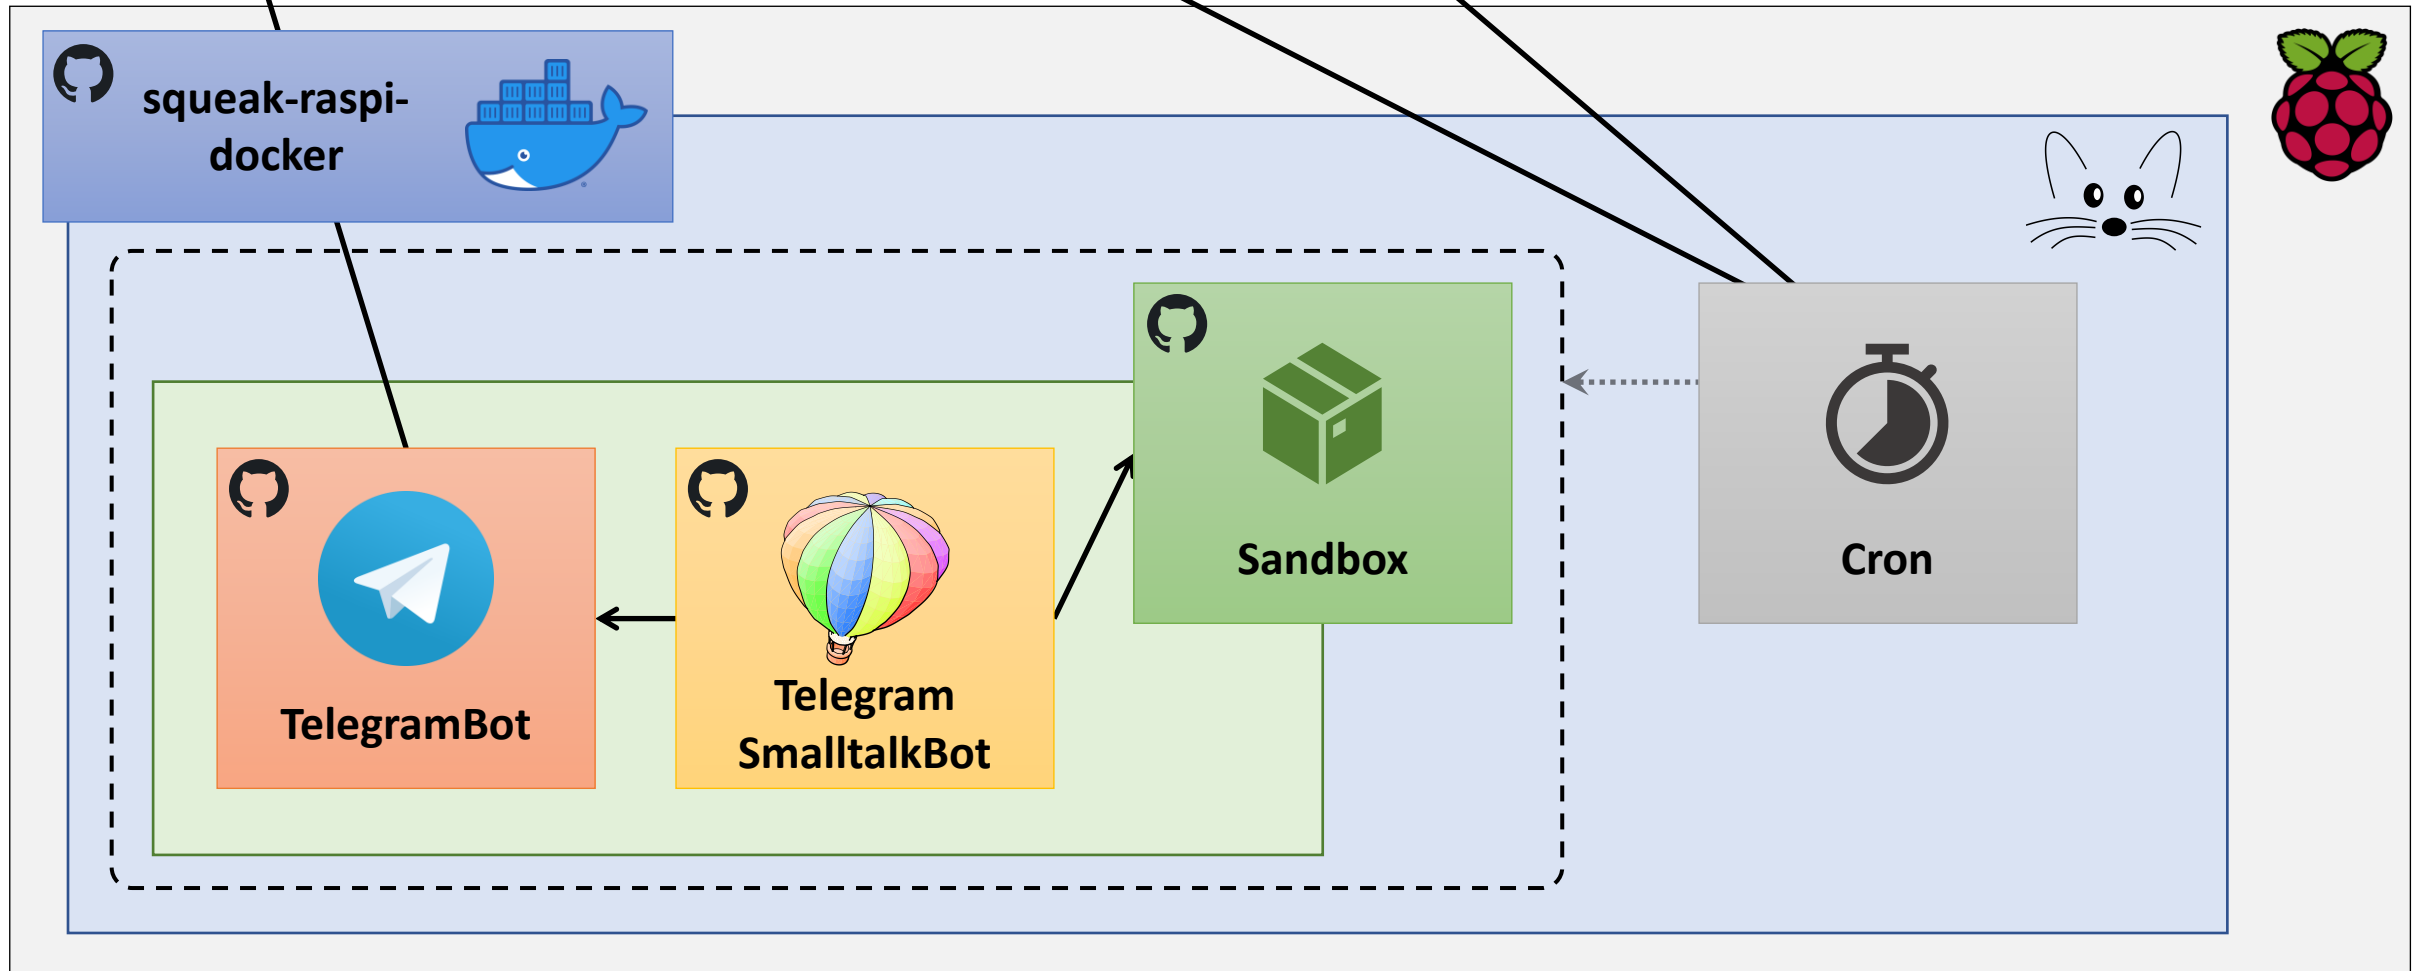 squeak-raspi-
docker
Sandbox
Cron
TelegramBot
Telegram
SmalltalkBot